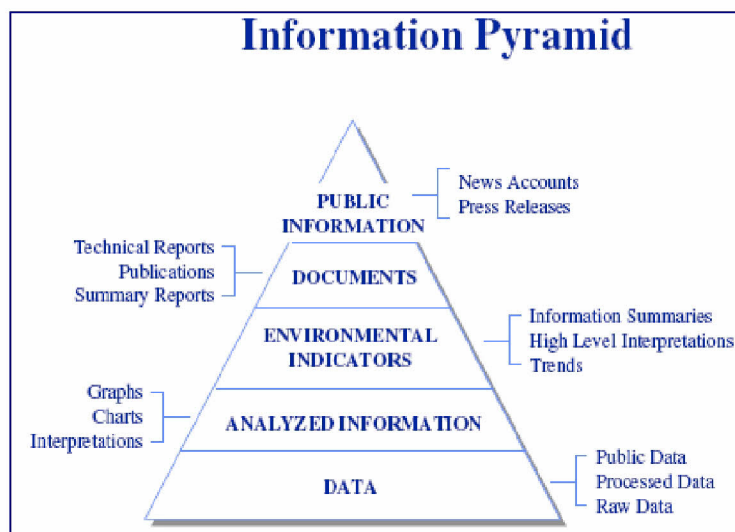 Information Pyramid
News Accounts
Press Releases
PUBLIC
INFORMATION
Technical Reports
Publications
Summary Reports
DOCUMENTS
Information Summaries
High Level Interpretations
Trends
ENVIRONMENTAL
INDICATORS
Graphs
Charts
Interpretations
ANALYZED INFORMATION
Public Data
Processed Data
Raw Data
DATA